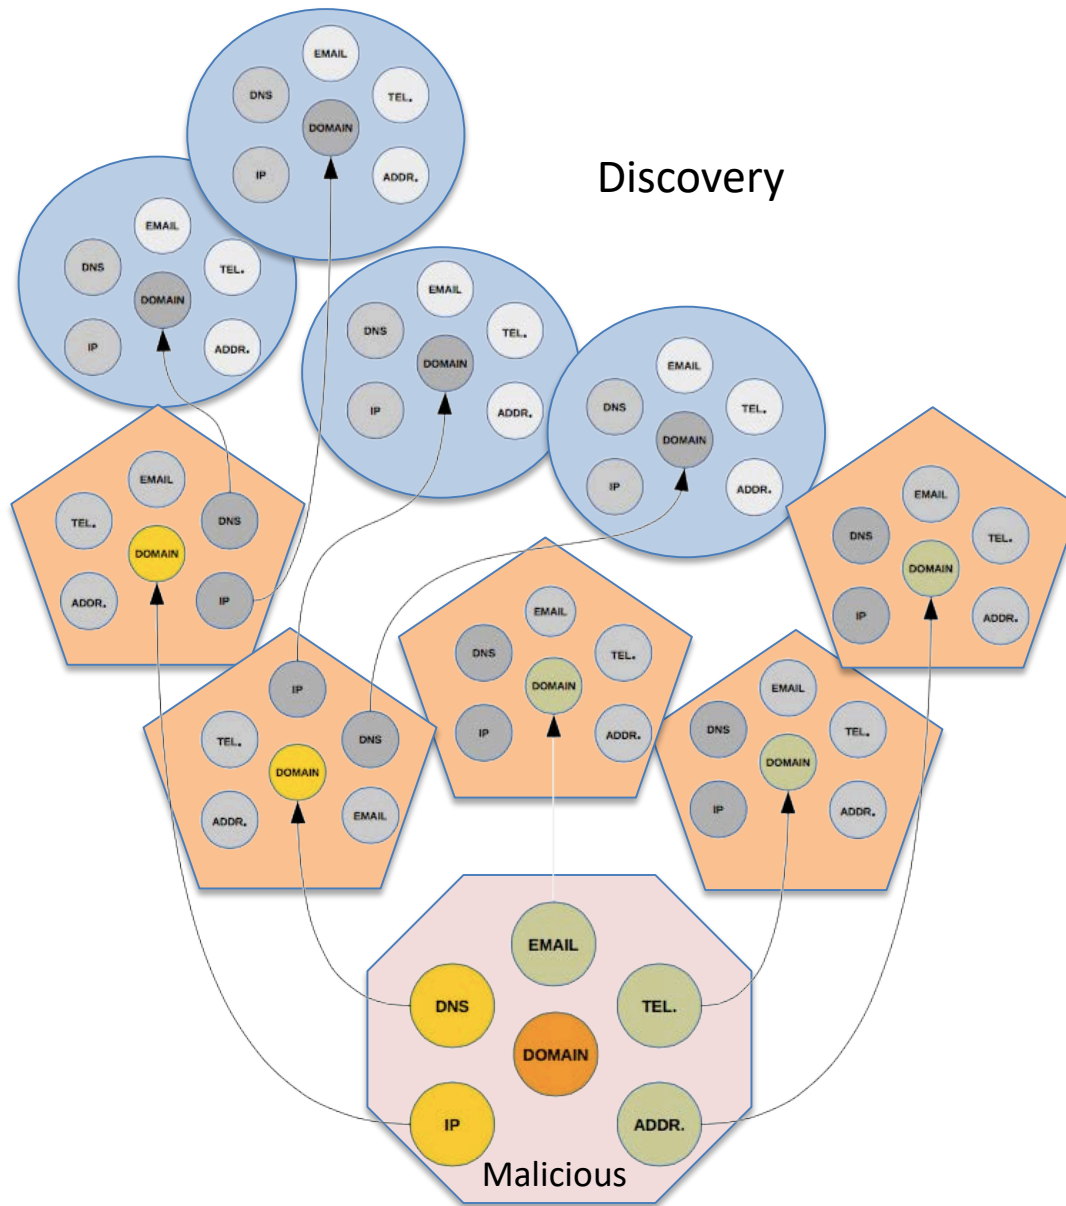 EMAIL
DNS
TEL.
DOMAIN
IP
ADDR.
Discovery
EMAIL
DNS
TEL.
DOMAIN
IP
ADDR.
EMAIL
DNS
TEL.
DOMAIN
IP
ADDR.
EMAIL
DNS
TEL.
DOMAIN
IP
ADDR.
EMAIL
TEL.
DNS
DOMAIN
ADDR.
IP
EMAIL
DNS
TEL.
DOMAIN
IP
ADDR.
IP
TEL.
DNS
DOMAIN
ADDR.
EMAIL
EMAIL
DNS
TEL.
DOMAIN
IP
ADDR.
EMAIL
DNS
TEL.
DOMAIN
IP
ADDR.
EMAIL
DNS
TEL.
DOMAIN
IP
ADDR.
Malicious